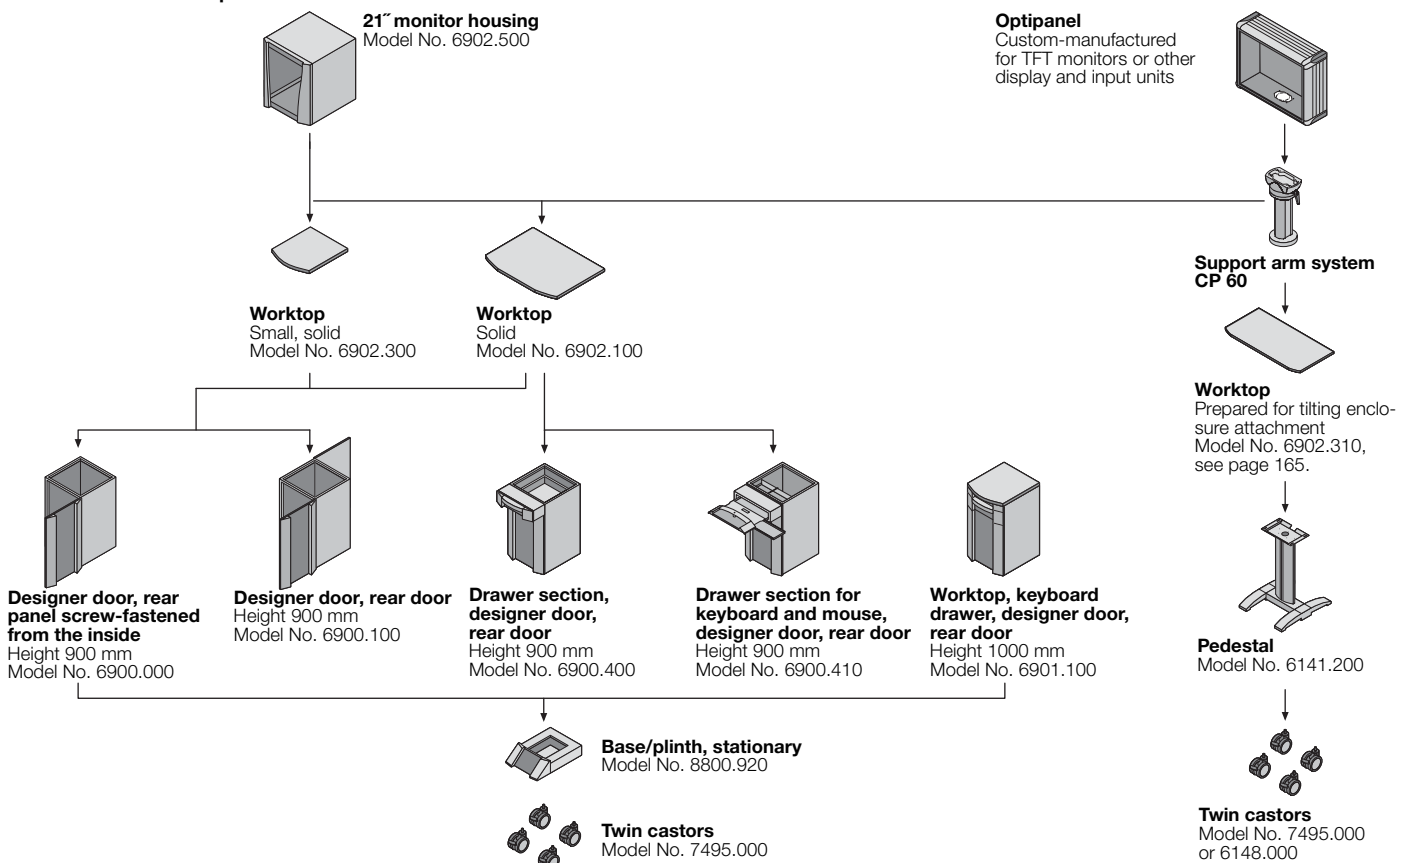 21˝ monitor housing
Model No. 6902.500
Optipanel
Custom-manufactured
for TFT monitors or other
display and input units
Support arm system
CP 60
Worktop
Small, solid
Model No. 6902.300
Worktop
Solid
Model No. 6902.100
Worktop
Prepared for tilting enclo-
sure attachment
Model No. 6902.310,
see page 165.
Designer door, rear
panel screw-fastened
from the inside
Height 900 mm
Model No. 6900.000
Designer door, rear door
Height 900 mm
Model No. 6900.100
Drawer section,
designer door,
rear door
Height 900 mm
Model No. 6900.400
Drawer section for
keyboard and mouse,
designer door, rear door
Height 900 mm
Model No. 6900.410
Worktop, keyboard
drawer, designer door,
rear door
Height 1000 mm
Model No. 6901.100
Pedestal
Model No. 6141.200
Base/plinth, stationary
Model No. 8800.920
Twin castors
Model No. 7495.000
Twin castors
Model No. 7495.000
or 6148.000